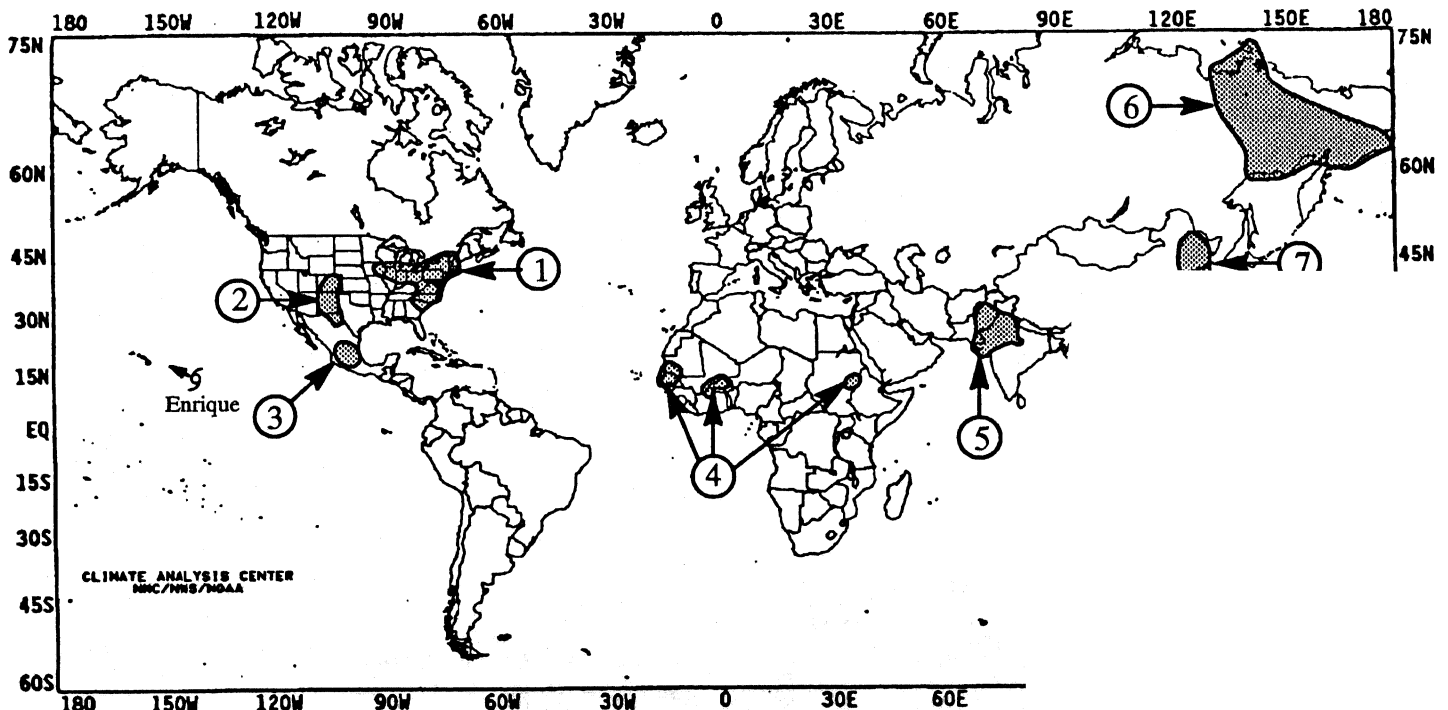 180 150W 120W 90W 60W 30W 0 30E 60E 90E 120E 150E 180
75N 75N
6
60N 60N
45N 45N
1 7
2
30N
15N
Enrique
3
EQ
5
4
15S
30S
CLIMATE ANALYSIS CENTER
NMC/NWS/NOAA
45S
60S
180 150W 120W 90W 60W 30W 0 30E 60E